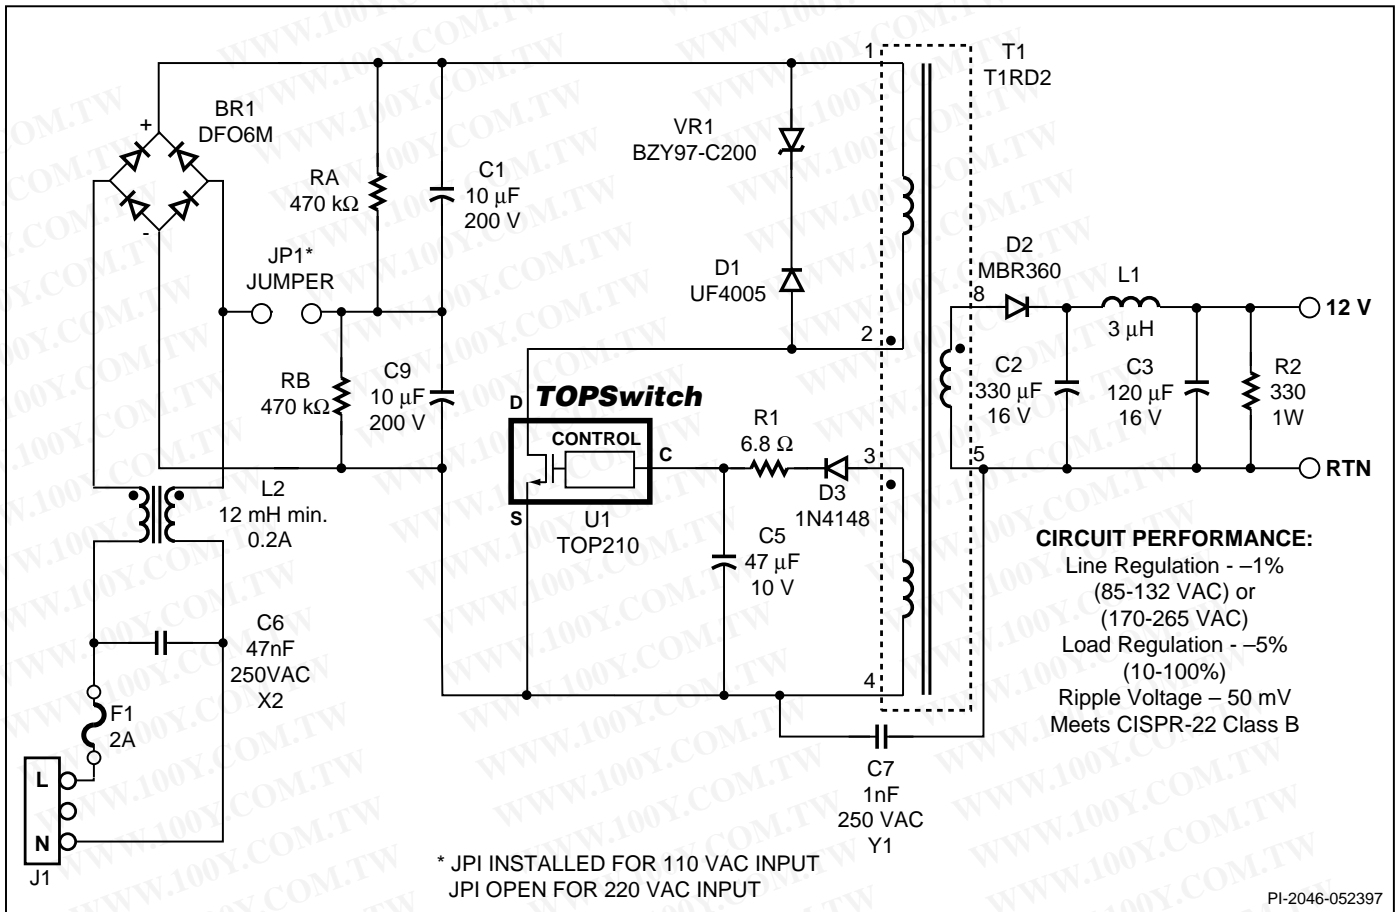 T1
T1RD2
1
BR1
DFO6M
+
-
VR1
BZY97-C200
RA
470 kΩ
C1
10 μF
200 V
JP1*
JUMPER
D1
UF4005
D2
MBR360
8
L1
3 μH
12 V
2
RB
470 kΩ
C9
10 μF
200 V
TOPSwitch
D
CONTROL
C
S
U1
TOP210
R1
6.8 Ω
3
D3
1N4148
C2
330 μF
16 V
C3
120 μF
16 V
R2
330
1W
5
RTN
L2
12 mH min.
0.2A
C5
47 μF
10 V
CIRCUIT PERFORMANCE:
Line Regulation - –1%
(85-132 VAC) or
(170-265 VAC)
Load Regulation - –5%
(10-100%)
Ripple Voltage – 50 mV
Meets CISPR-22 Class B
C6
47nF
250VAC
X2
4
F1
2A
L
N
J1
C7
1nF
250 VAC
Y1
* JPI INSTALLED FOR 110 VAC INPUT
JPI OPEN FOR 220 VAC INPUT
PI-2046-052397
WWW.100Y.COM.TW